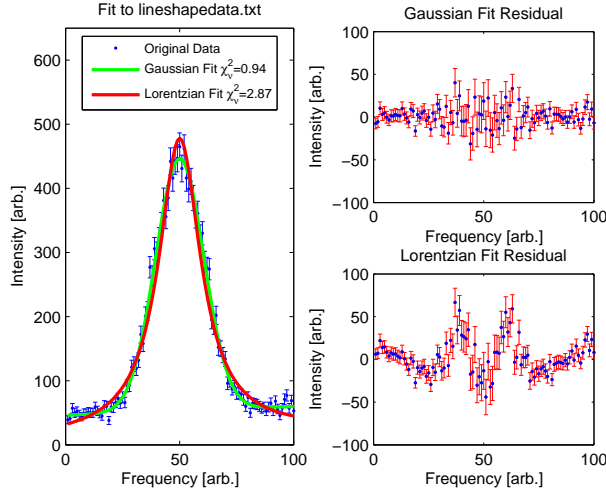 Fit to lineshapedata.txt
Original Data
Gaussian Fit χ²ᵥ=0.94
Lorentzian Fit χ²ᵥ=2.87
600
500
400
300
200
100
0
0
50
100
Intensity [arb.]
Frequency [arb.]
Gaussian Fit Residual
100
50
0
−50
−100
0
50
100
Intensity [arb.]
Frequency [arb.]
Lorentzian Fit Residual
100
50
0
−50
−100
0
50
100
Intensity [arb.]
Frequency [arb.]